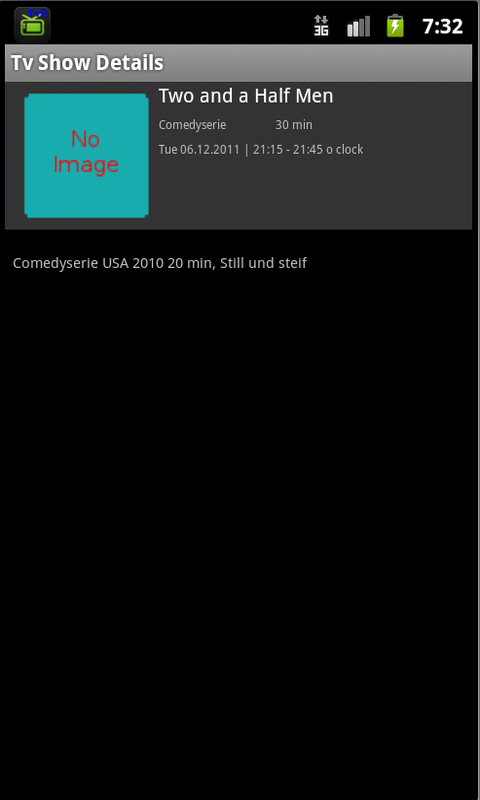 3G 7:32
Tv Show Details
Two and a Half Men
Comedyserie 30 min
Tue 06.12.2011 | 21:15 - 21:45 o clock
No
Image
Comedyserie USA 2010 20 min, Still und steif